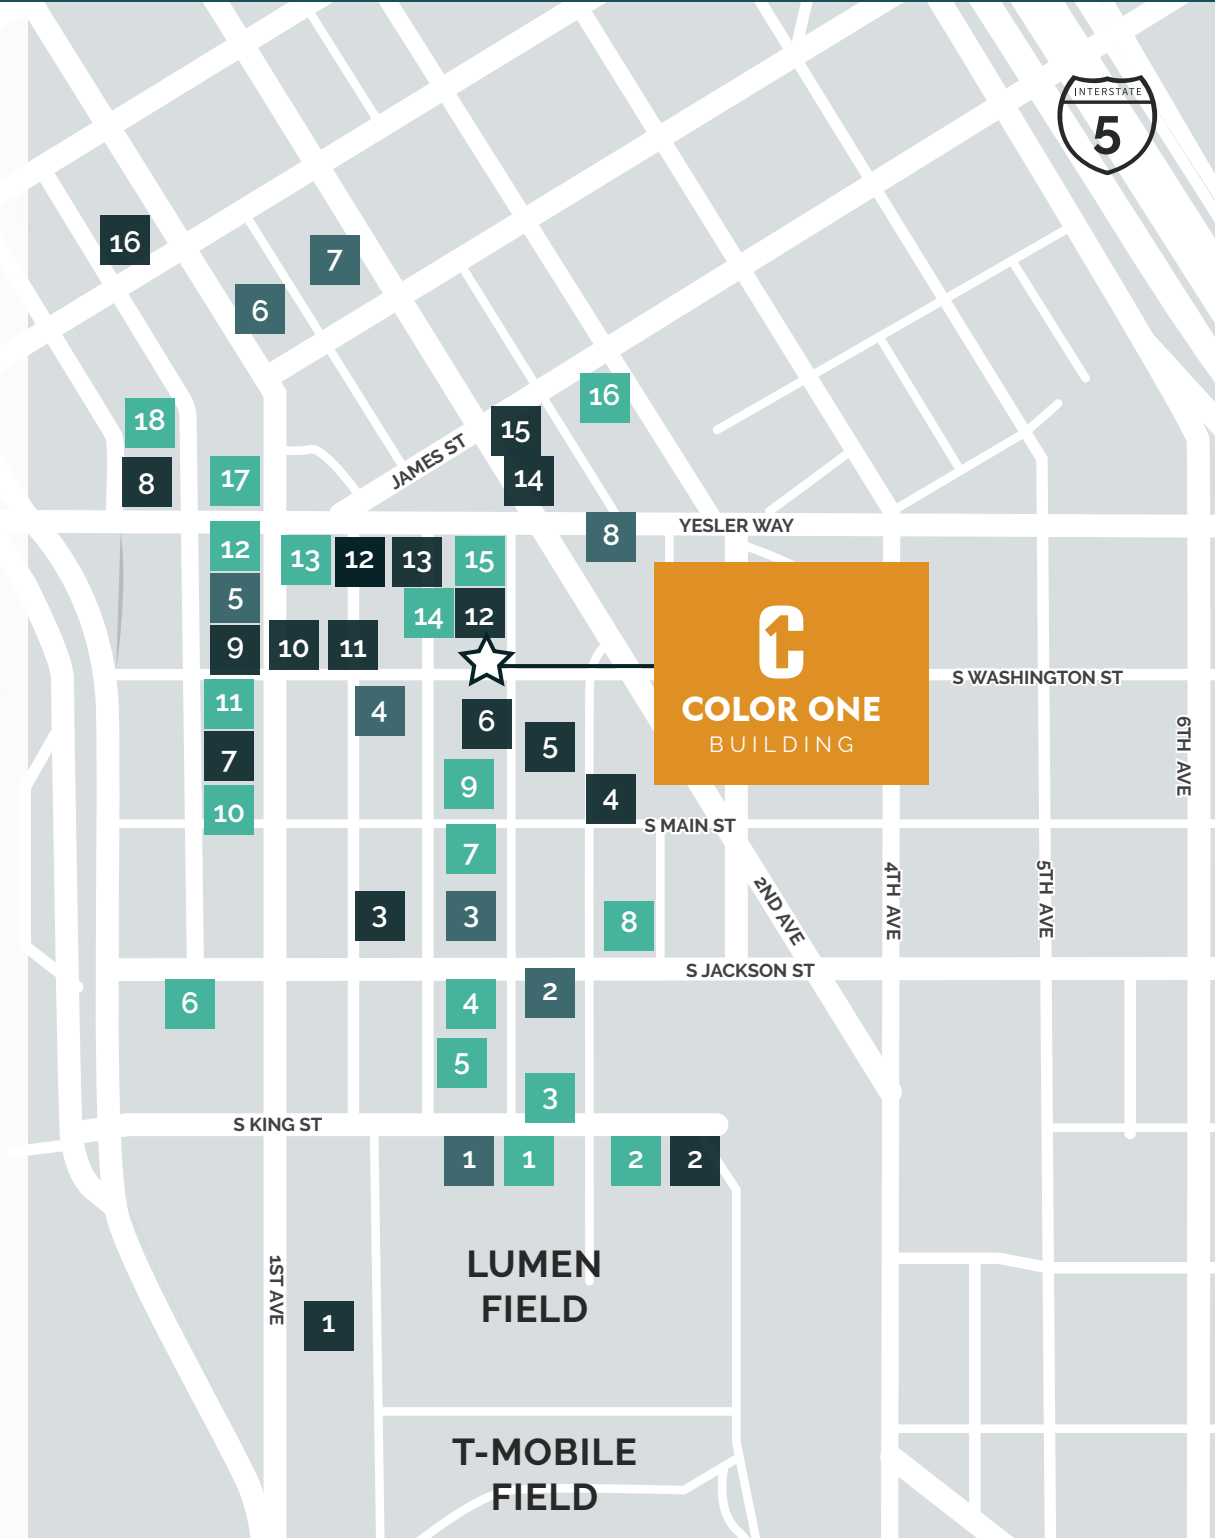 INTERSTATE
5
16
7
6
16
18
15
JAMES ST
17
8
14
YESLER WAY
8
12
13
12
13
15
5
14
12
9
10
11
COLOR ONE
BUILDING
S WASHINGTON ST
11
4
6
5
7
9
4
10
6TH AVE
S MAIN ST
7
3
3
8
2ND AVE
4TH AVE
5TH AVE
S JACKSON ST
6
4
2
5
3
S KING ST
1
1
2
2
LUMEN
FIELD
1ST AVE
1
T-MOBILE
FIELD